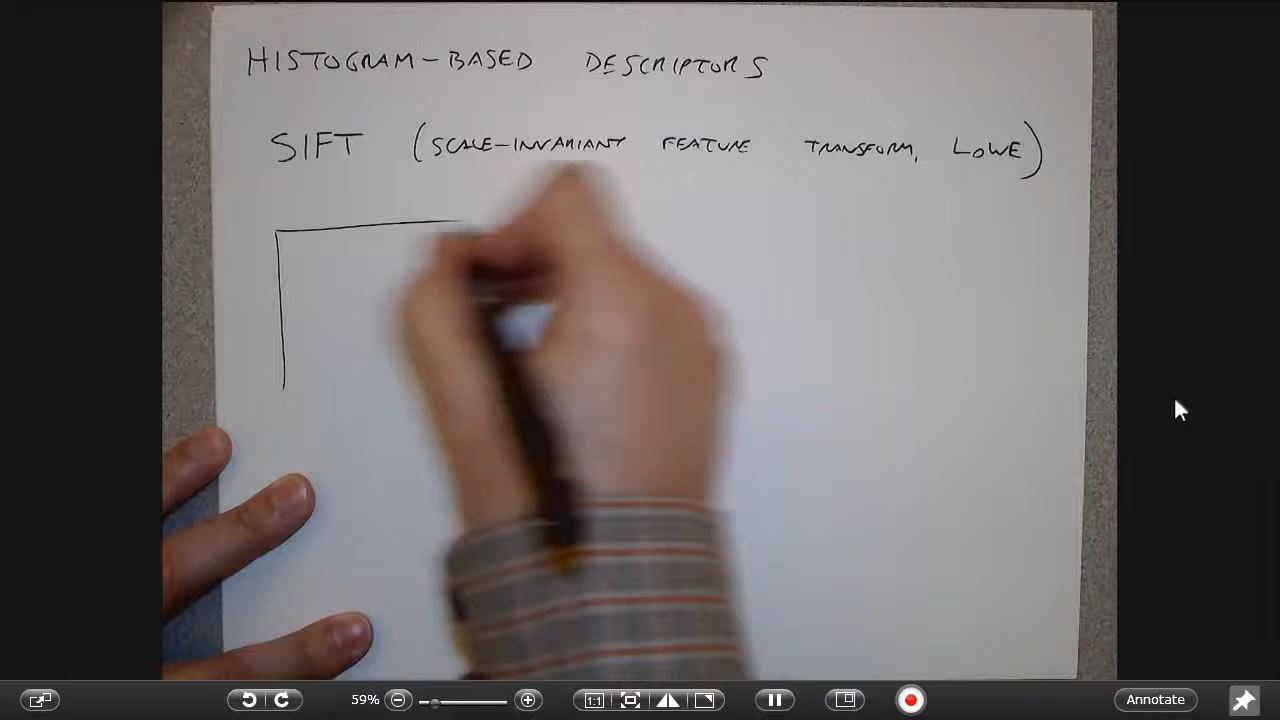 HISTOGRAM-BASED DESCRIPTORS
SIFT (SCALE-INVARIANT FEATURE TRANSFORM, LOWE)
59% 1:1 Annotate